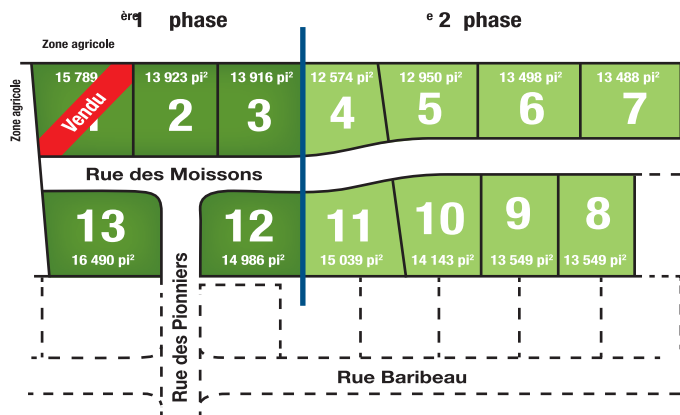 ère1 phase
e 2 phase
Zone agricole
Zone agricole
15 789
13 923 pi²
13 916 pi²
12 574 pi²
12 950 pi²
13 498 pi²
13 488 pi²
1
Vendu
2
3
4
5
6
7
Rue des Moissons
13
12
11
10
9
8
16 490 pi²
14 986 pi²
15 039 pi²
14 143 pi²
13 549 pi²
13 549 pi²
Rue des Pionniers
Rue Baribeau